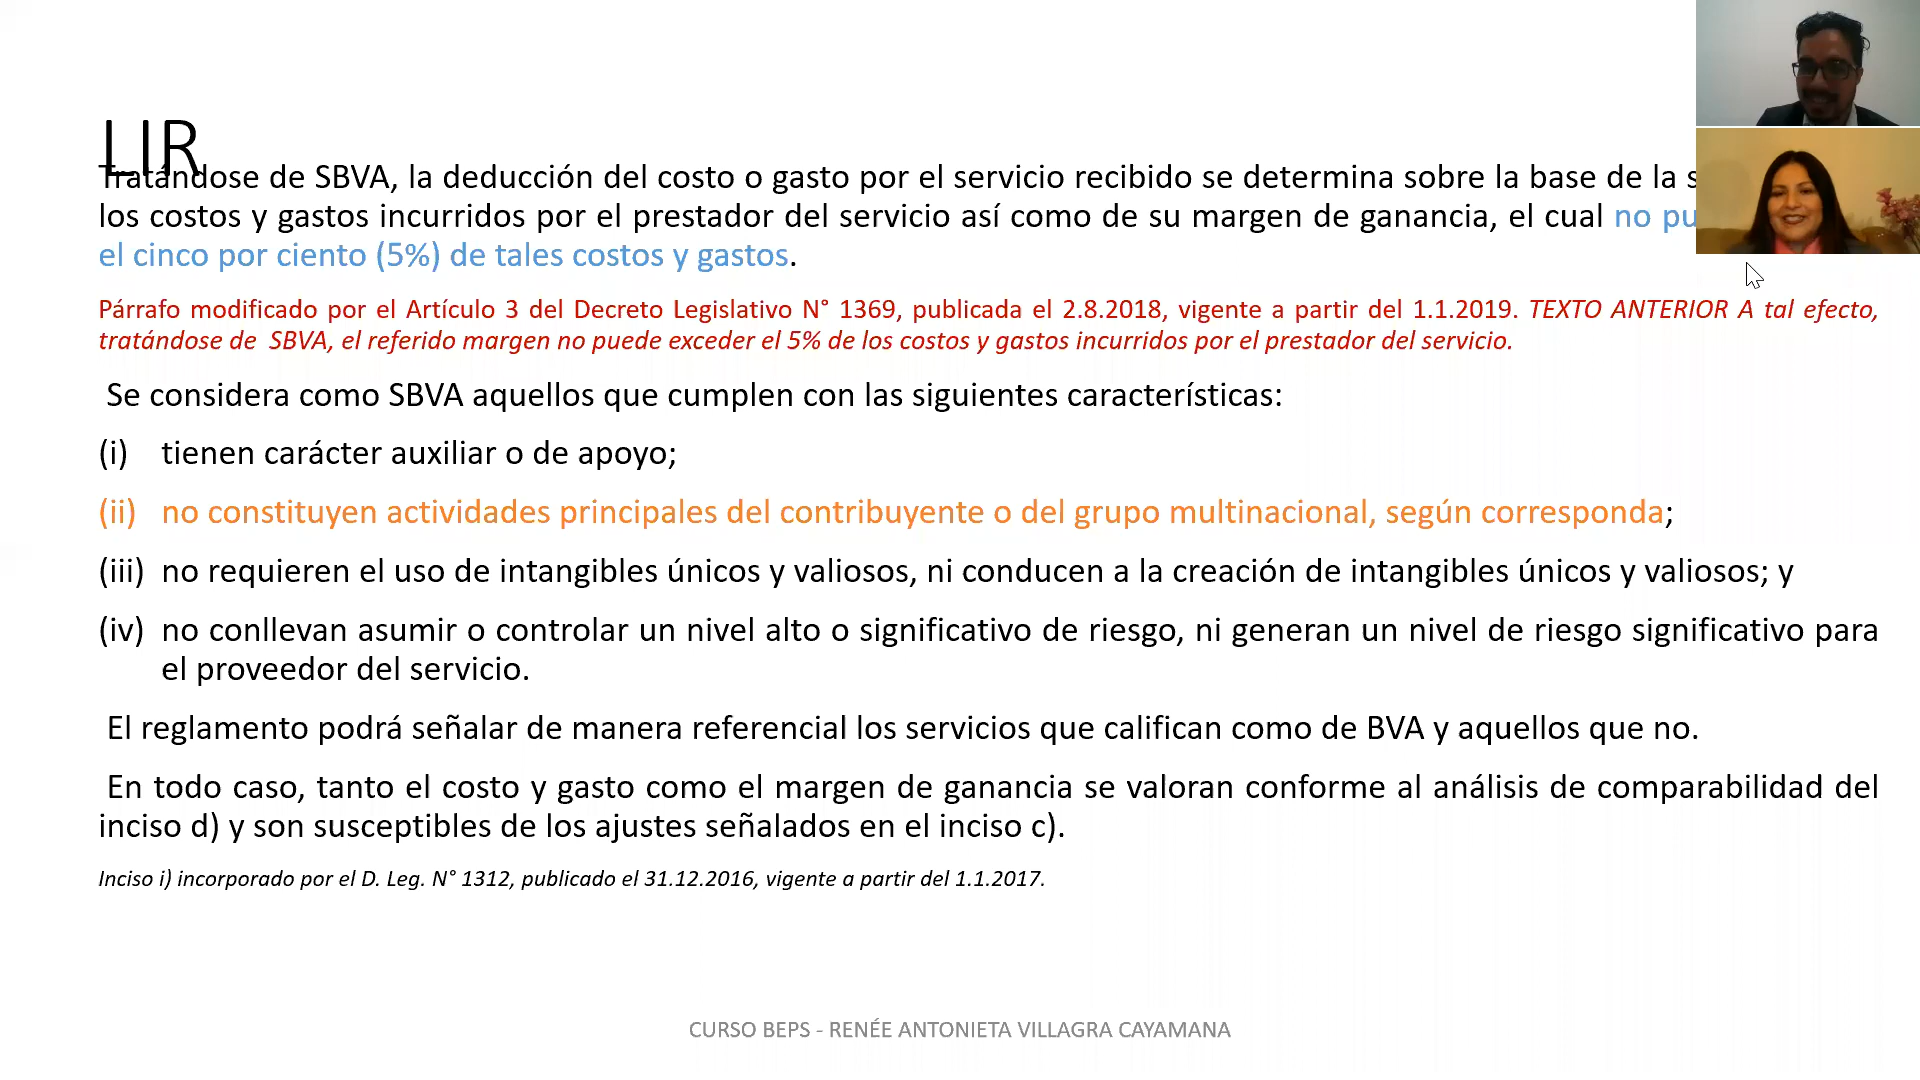 LIR
Tratándose de SBVA, la deducción del costo o gasto por el servicio recibido se determina sobre la base de la
los costos y gastos incurridos por el prestador del servicio así como de su margen de ganancia, el cual no
el cinco por ciento (5%) de tales costos y gastos.
Párrafo modificado por el Artículo 3 del Decreto Legislativo N° 1369, publicada el 2.8.2018, vigente a partir del 1.1.2019. TEXTO ANTERIOR A tal efecto,
tratándose de SBVA, el referido margen no puede exceder el 5% de los costos y gastos incurridos por el prestador del servicio.
Se considera como SBVA aquellos que cumplen con las siguientes características:
(i) tienen carácter auxiliar o de apoyo;
(ii) no constituyen actividades principales del contribuyente o del grupo multinacional, según corresponda;
(iii) no requieren el uso de intangibles únicos y valiosos, ni conducen a la creación de intangibles únicos y valiosos; y
(iv) no conllevan asumir o controlar un nivel alto o significativo de riesgo, ni generan un nivel de riesgo significativo para
el proveedor del servicio.
El reglamento podrá señalar de manera referencial los servicios que califican como de BVA y aquellos que no.
En todo caso, tanto el costo y gasto como el margen de ganancia se valoran conforme al análisis de comparabilidad del
inciso d) y son susceptibles de los ajustes señalados en el inciso c).
Inciso i) incorporado por el D. Leg. N° 1312, publicado el 31.12.2016, vigente a partir del 1.1.2017.
CURSO BEPS - RENÉE ANTONIETA VILLAGRA CAYAMANA